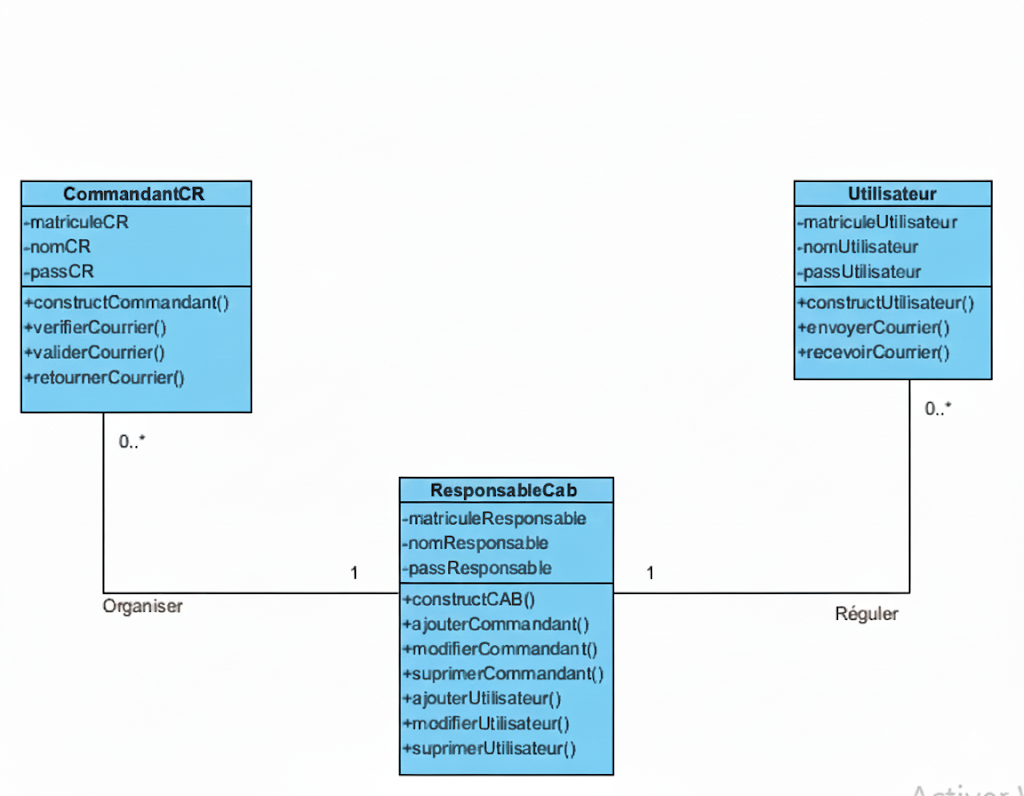 CommandantCR
-matriculeCR
-nomCR
-passCR
+constructCommandant()
+verifierCourrier()
+validerCourrier()
+retournerCourrier()
0..*
Organiser
1
Utilisateur
-matriculeUtilisateur
-nomUtilisateur
-passUtilisateur
+constructUtilisateur()
+envoyerCourrier()
+recevoirCourrier()
0..*
Réguler
1
ResponsableCab
-matriculeResponsable
-nomResponsable
-passResponsable
+constructCAB()
+ajouterCommandant()
+modifierCommandant()
+suprimerCommandant()
+ajouterUtilisateur()
+modifierUtilisateur()
+suprimerUtilisateur()